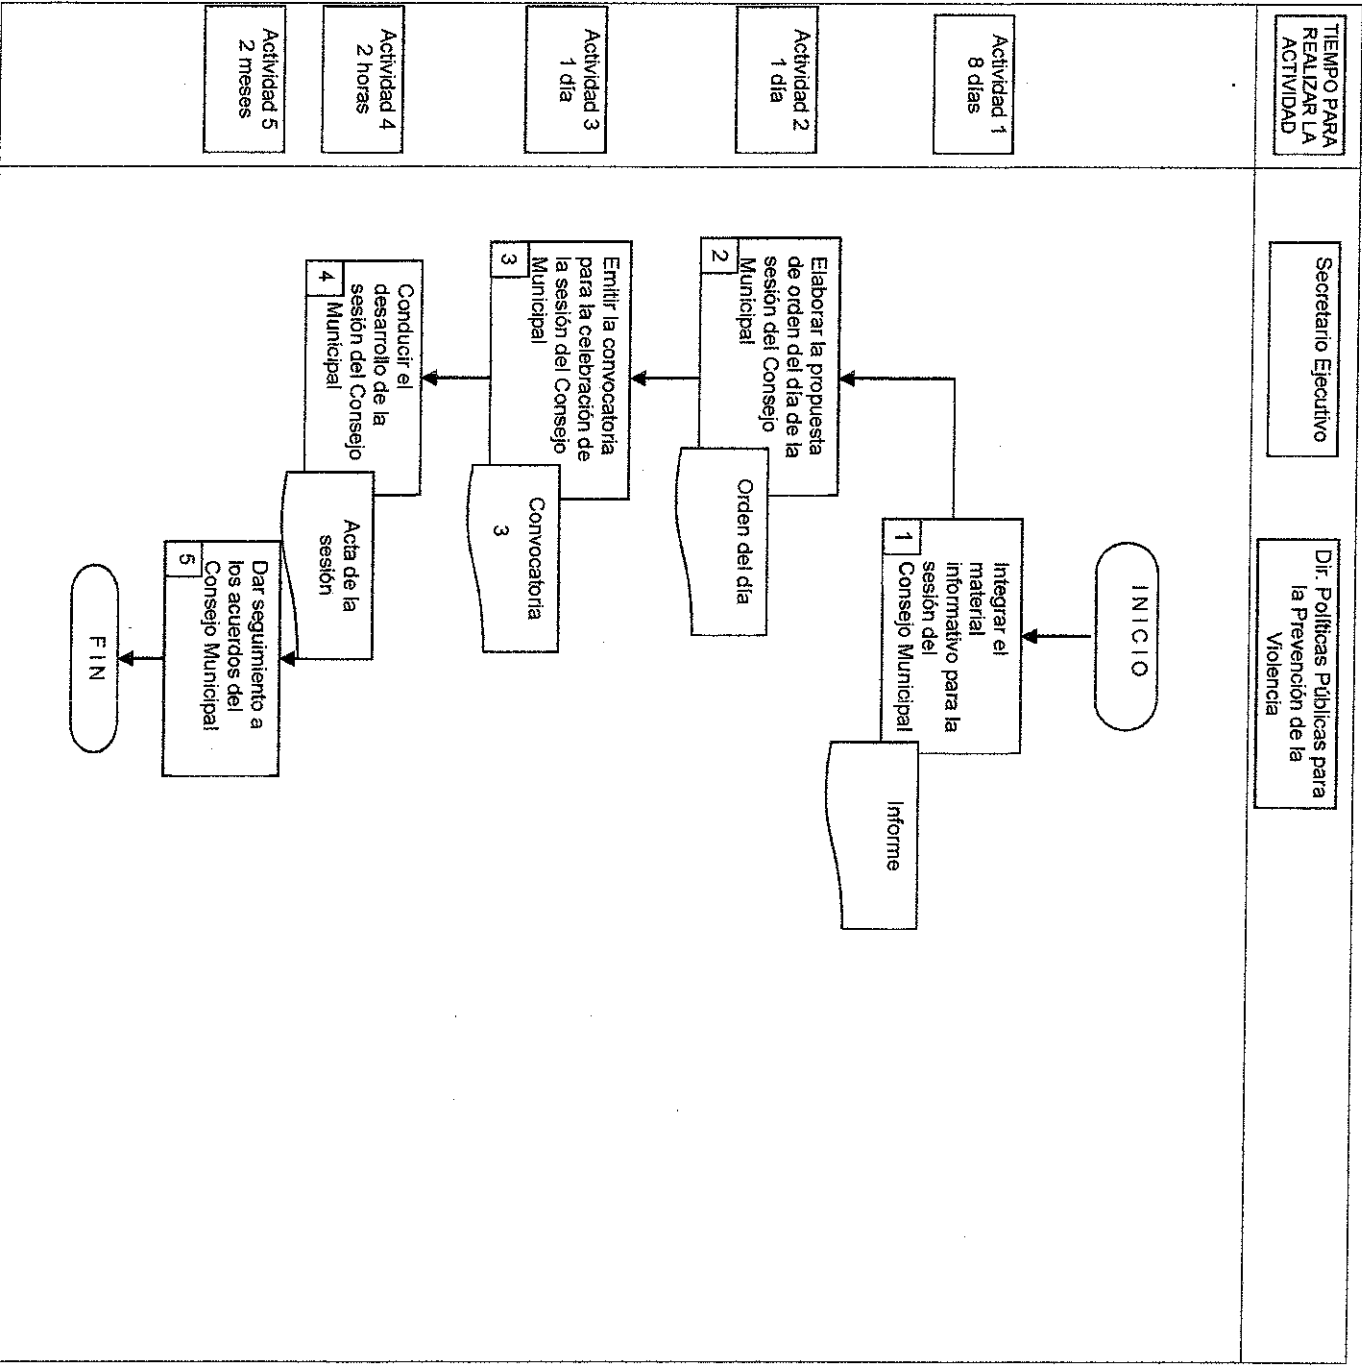 TIEMPO PARA
REALIZAR LA
ACTIVIDAD
Secretario Ejecutivo
Dir. Políticas Públicas para
la Prevención de la
Violencia
INICIO
Actividad 1
8 días
1
Integrar el
material
informativo para la
sesión del
Consejo Municipal
Informe
Actividad 2
1 día
Elaborar la propuesta
de orden del día de la
sesión del Consejo
Municipal
2
Orden del día
Actividad 3
1 día
Emitir la convocatoria
para la celebración de
la sesión del Consejo
Municipal
3
Convocatoria
3
Actividad 4
2 horas
Conducir el
desarrollo de la
sesión del Consejo
Municipal
4
Acta de la
sesión
Actividad 5
2 meses
Dar seguimiento a
los acuerdos del
Consejo Municipal
5
FIN